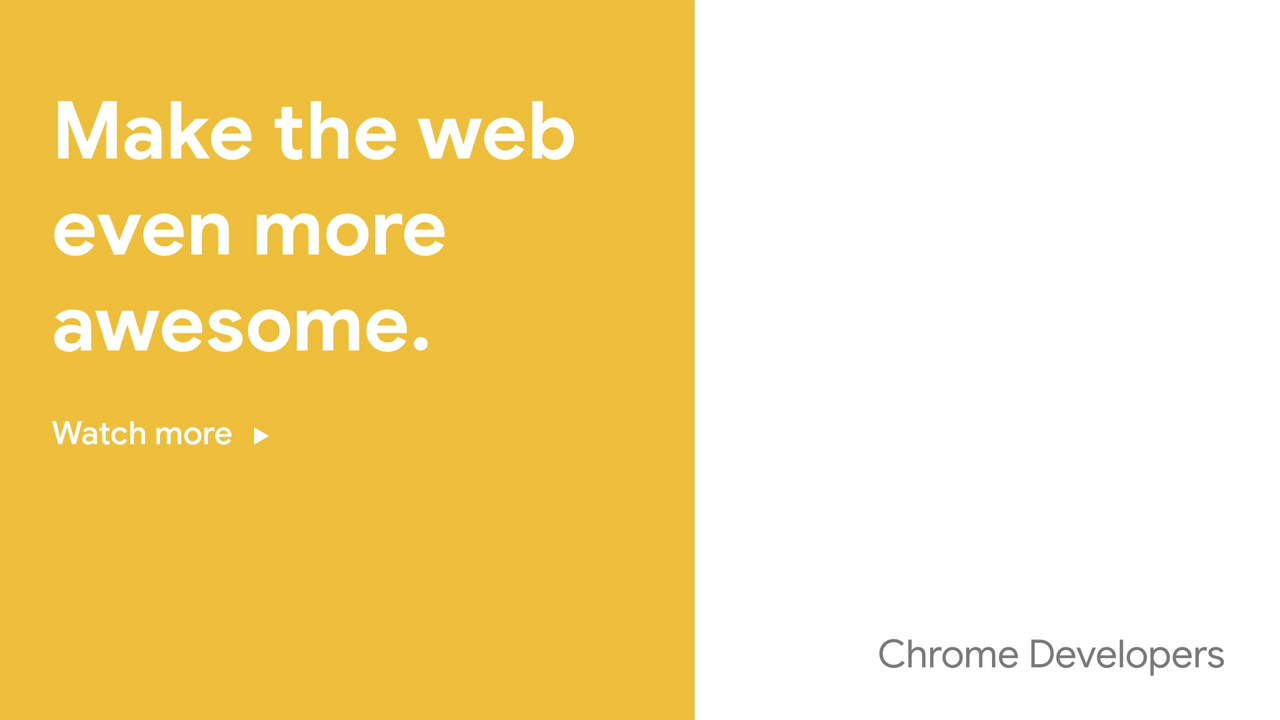 Make the web
even more
awesome.
Watch more
Chrome Developers